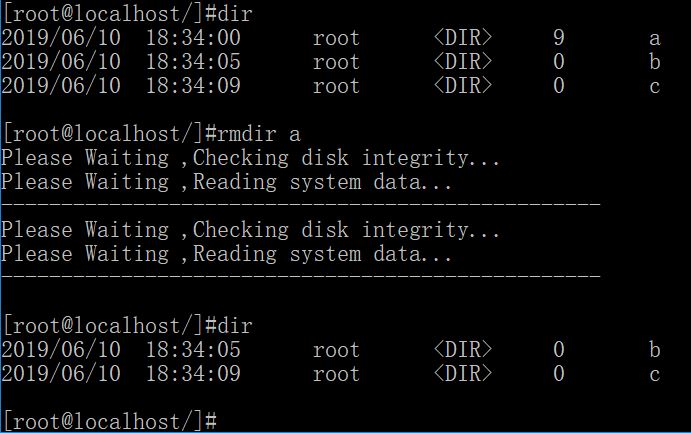 [root@localhost/]#dir
2019/06/10 18:34:00 root <DIR> 9 a
2019/06/10 18:34:05 root <DIR> 0 b
2019/06/10 18:34:09 root <DIR> 0 c
[root@localhost/]#rmdir a
Please Waiting ,Checking disk integrity...
Please Waiting ,Reading system data...
--------------------------------------------------
Please Waiting ,Checking disk integrity...
Please Waiting ,Reading system data...
--------------------------------------------------
[root@localhost/]#dir
2019/06/10 18:34:05 root <DIR> 0 b
2019/06/10 18:34:09 root <DIR> 0 c
[root@localhost/]#